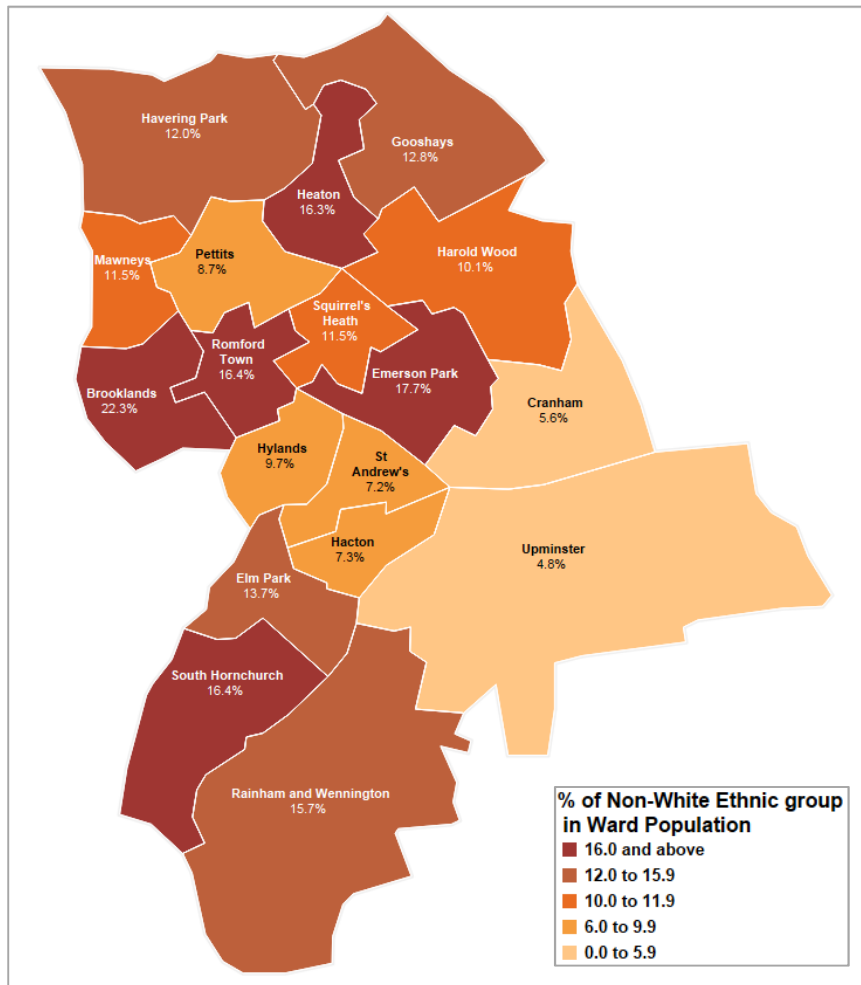 Havering Park
12.0%
Gooshays
12.8%
Heaton
16.3%
Harold Wood
10.1%
Pettits
8.7%
Mawneys
11.5%
Squirrel's
Heath
11.5%
Romford
Town
16.4%
Emerson Park
17.7%
Brooklands
22.3%
Cranham
5.6%
Hylands
9.7%
St
Andrew's
7.2%
Hacton
7.3%
Upminster
4.8%
Elm Park
13.7%
South Hornchurch
16.4%
Rainham and Wennington
15.7%
% of Non-White Ethnic group
in Ward Population
16.0 and above
12.0 to 15.9
10.0 to 11.9
6.0 to 9.9
0.0 to 5.9